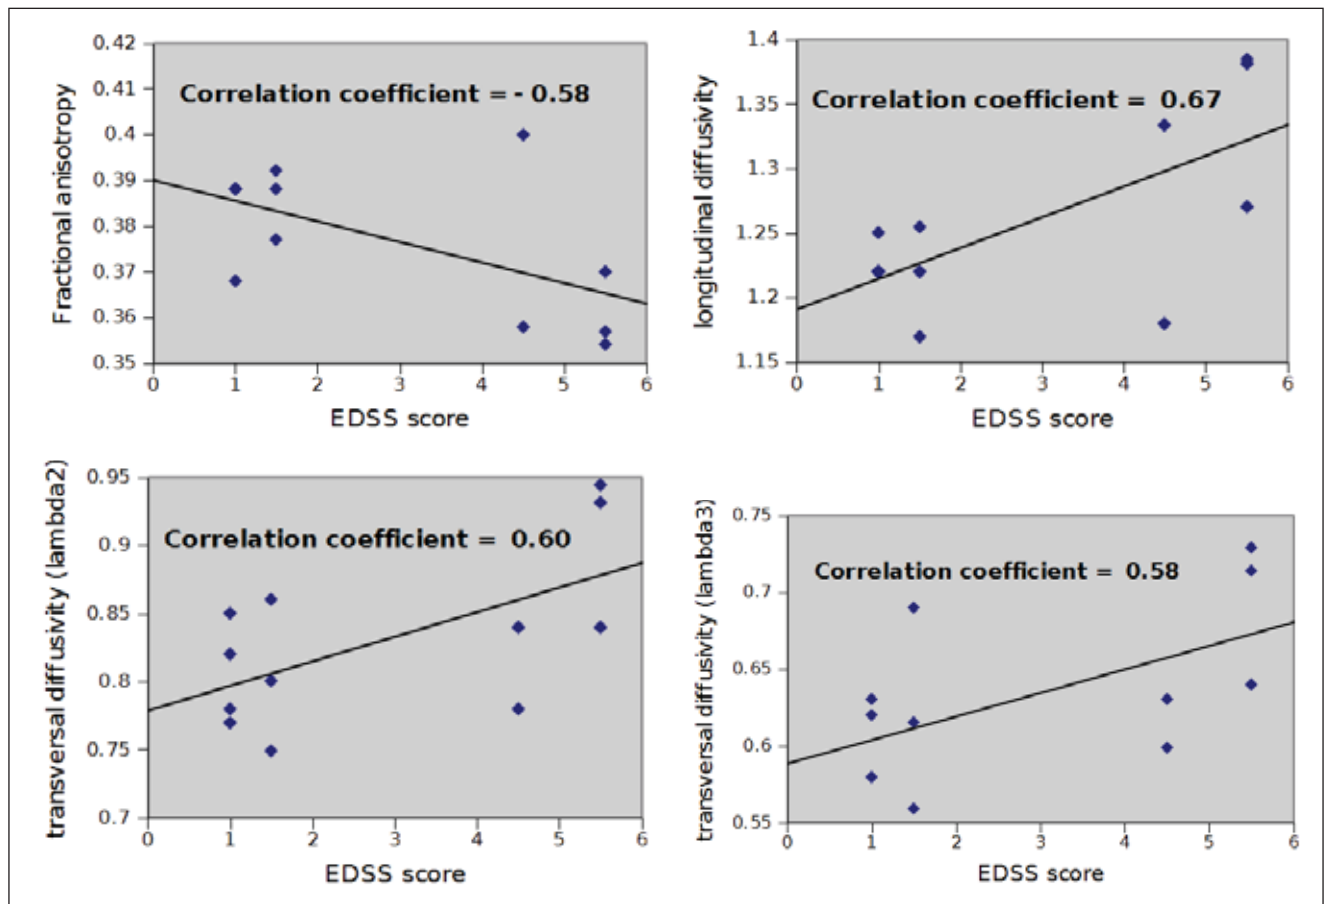 Fractional anisotropy
0.42
0.41
0.4
0.39
0.38
0.37
0.36
0.35
Correlation coefficient = - 0.58
0 1 2 3 4 5 6
EDSS score
longitudinal diffusivity
1.4
1.35
1.3
1.25
1.2
1.15
Correlation coefficient = 0.67
0 1 2 3 4 5 6
EDSS score
transversal diffusivity (lambda2)
0.95
0.9
0.85
0.8
0.75
0.7
Correlation coefficient = 0.60
0 1 2 3 4 5 6
EDSS score
transversal diffusivity (lambda3)
0.75
0.7
0.65
0.6
0.55
Correlation coefficient = 0.58
0 1 2 3 4 5 6
EDSS score